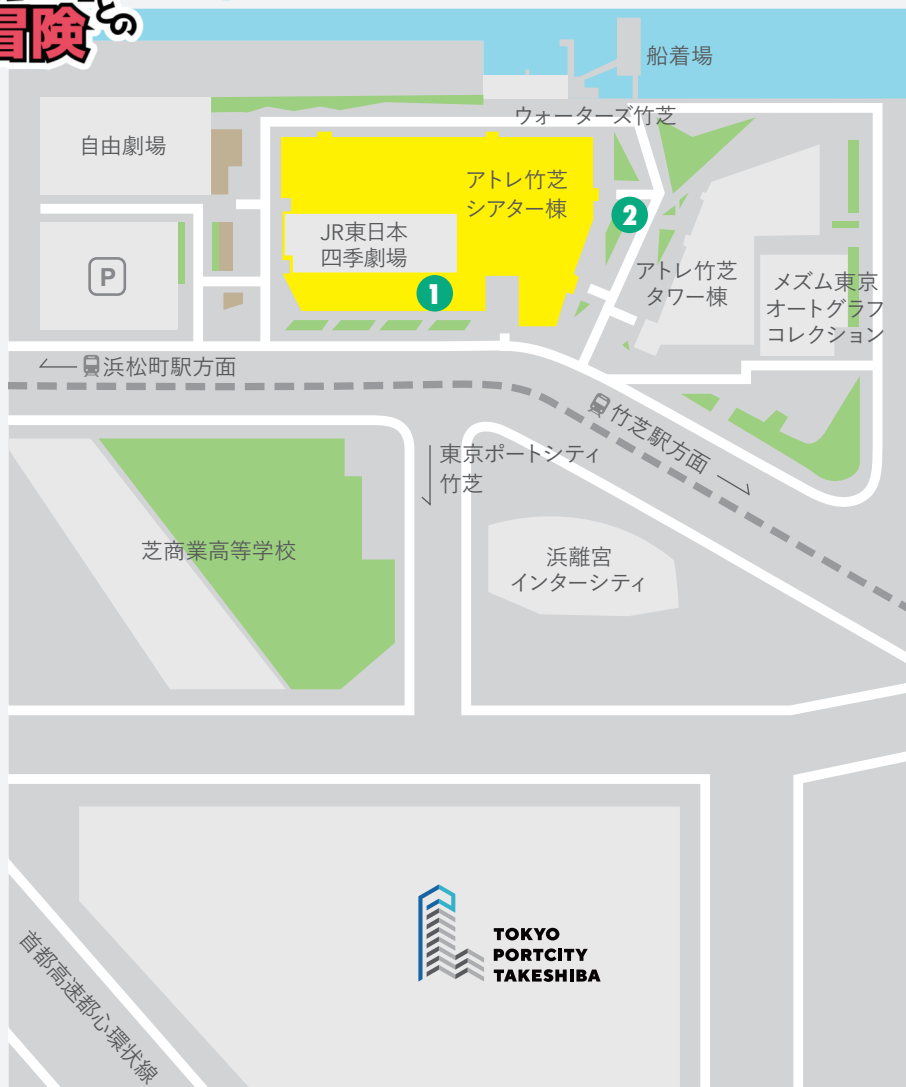 との
冒険
船着場
ウォーターズ竹芝
自由劇場
アトレ竹芝
シアター棟
JR東日本
四季劇場
1
2
P
アトレ竹芝
タワー棟
メズム東京
オートグラフ
コレクション
浜松町駅方面
竹芝駅方面
東京ポートシティ
竹芝
芝商業高等学校
浜離宮
インターシティ
TOKYO
PORTCITY
TAKESHIBA
首都高速都心環状線